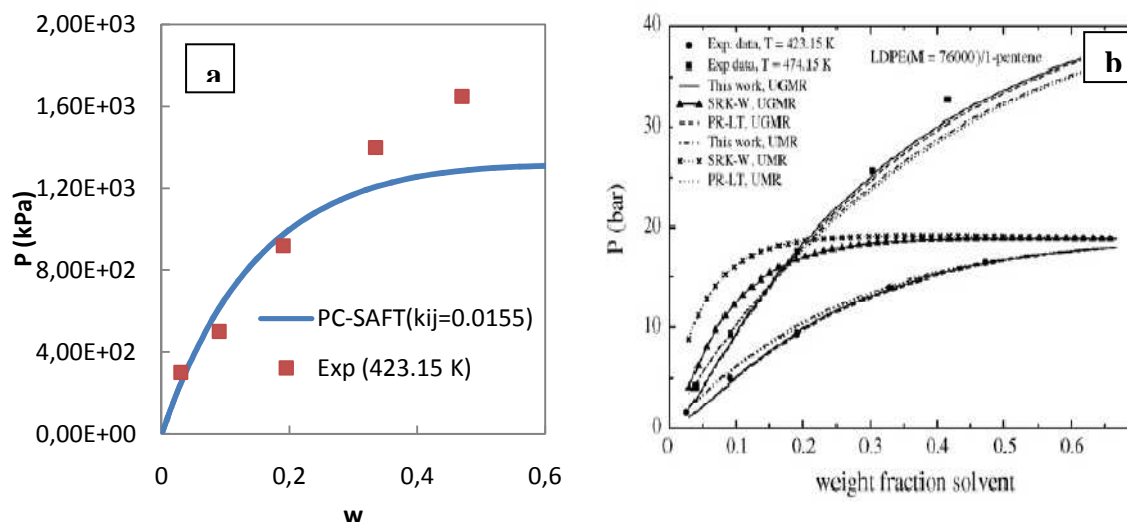 a
P (kPa)
2,00E+03
1,60E+03
1,20E+03
8,00E+02
4,00E+02
0,00E+00
PC-SAFT(kij=0.0155)
Exp (423.15 K)
0 0,2 0,4 0,6
w
b
P (bar)
40
30
20
10
0
Exp. data, T = 423.15 K
Exp data, T = 474.15 K
This work, UGMR
SRK-W, UGMR
PR-LT, UGMR
This work, UMR
SRK-W, UMR
PR-LT, UMR
LDPE(M = 76000)/1-pentene
0.0 0.1 0.2 0.3 0.4 0.5 0.6
weight fraction solvent